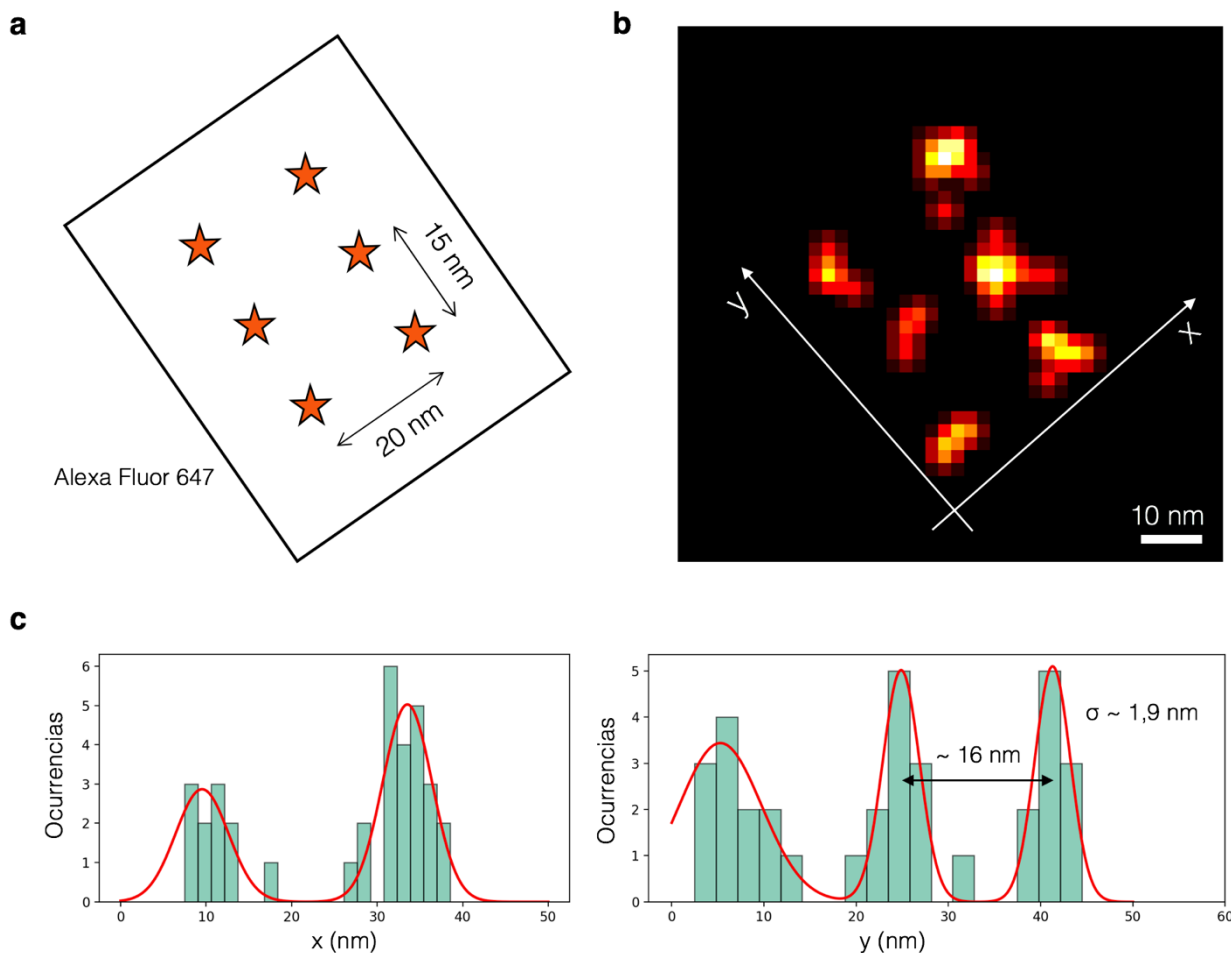 a
15 nm
20 nm
Alexa Fluor 647
b
y
x
10 nm
c
Ocurrencias
6
5
4
3
2
1
0
0 10 20 30 40 50
x (nm)
Ocurrencias
5
4
3
2
1
0
~ 16 nm
σ ~ 1,9 nm
0 10 20 30 40 50 60
y (nm)